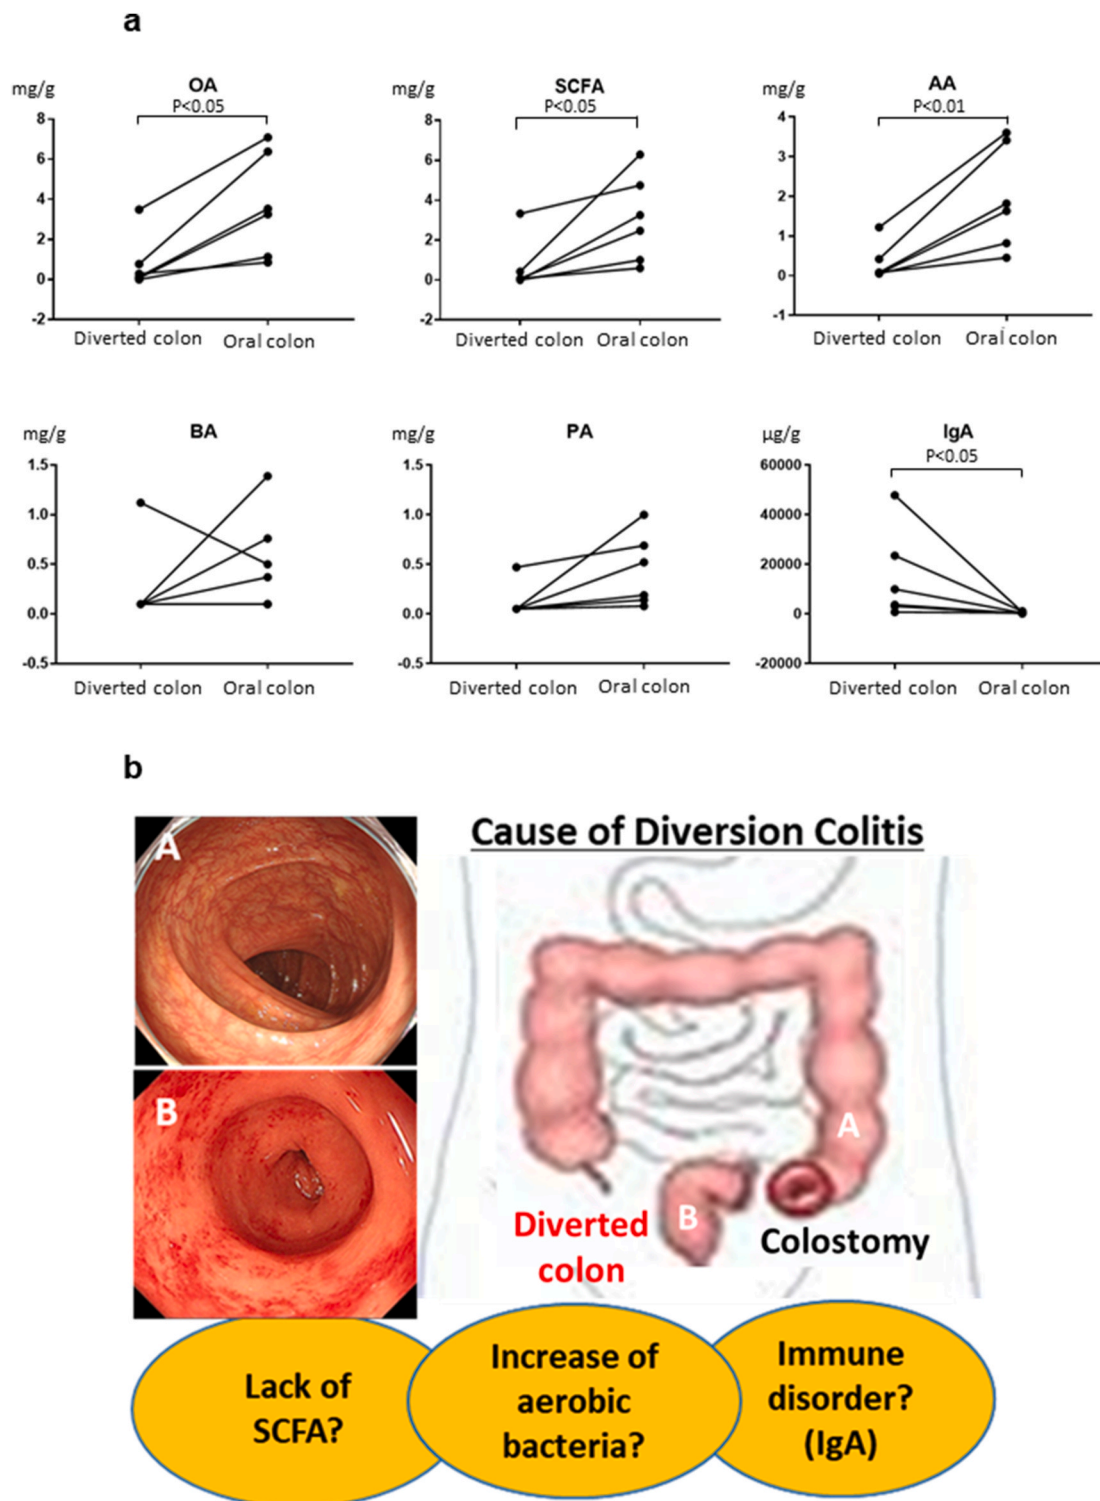 a
mg/g
OA
P<0.05
8
6
4
2
0
-2
Diverted colon
Oral colon
mg/g
SCFA
P<0.05
8
6
4
2
0
-2
Diverted colon
Oral colon
mg/g
AA
P<0.01
4
3
2
1
0
-1
Diverted colon
Oral colon
mg/g
BA
1.5
1.0
0.5
0.0
-0.5
Diverted colon
Oral colon
mg/g
PA
1.5
1.0
0.5
0.0
-0.5
Diverted colon
Oral colon
µg/g
IgA
P<0.05
60000
40000
20000
0
-20000
Diverted colon
Oral colon
b
A
B
Cause of Diversion Colitis
A
B
Diverted
colon
Colostomy
Lack of
SCFA?
Increase of
aerobic
bacteria?
Immune
disorder?
(IgA)